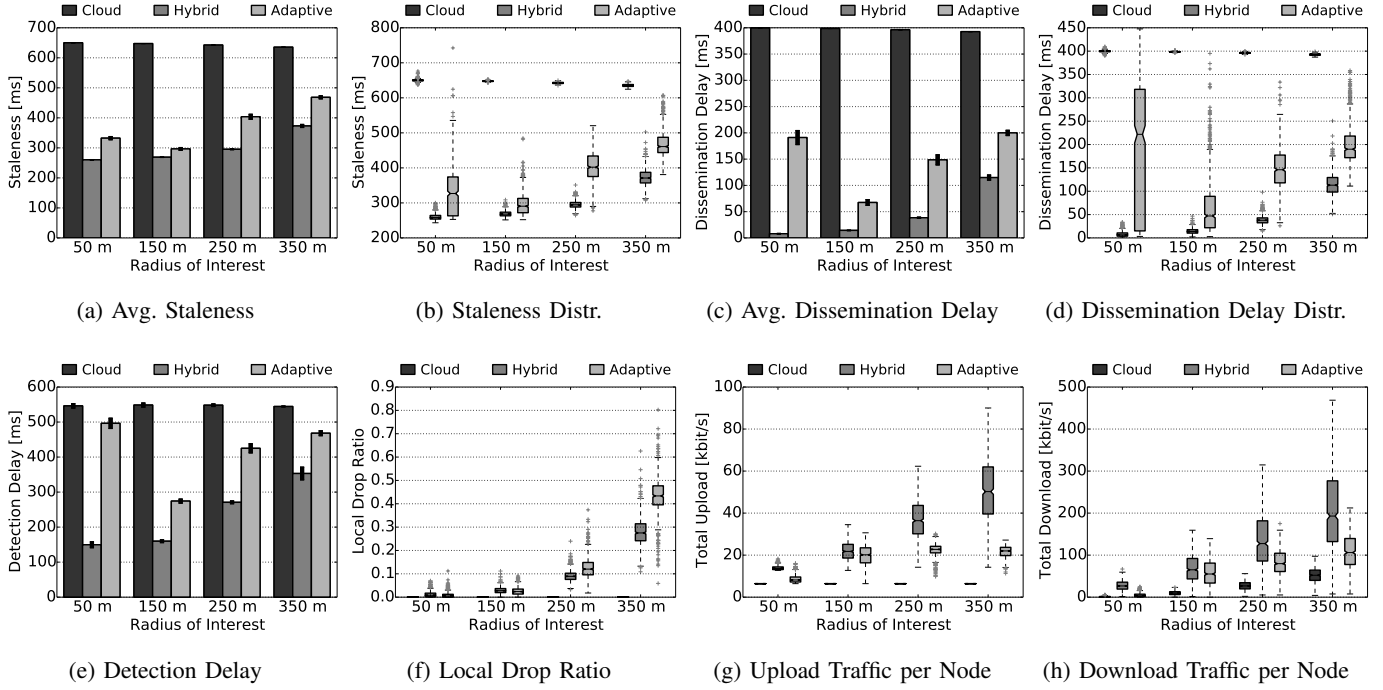 Cloud Hybrid Adaptive
700
600
500
400
300
200
100
0
Staleness [ms]
50 m 150 m 250 m 350 m
Radius of Interest
(a) Avg. Staleness
Cloud Hybrid Adaptive
800
700
600
500
400
300
200
Staleness [ms]
50 m 150 m 250 m 350 m
Radius of Interest
(b) Staleness Distr.
Cloud Hybrid Adaptive
400
350
300
250
200
150
100
50
0
Dissemination Delay [ms]
50 m 150 m 250 m 350 m
Radius of Interest
(c) Avg. Dissemination Delay
Cloud Hybrid Adaptive
450
400
350
300
250
200
150
100
50
0
Dissemination Delay [ms]
50 m 150 m 250 m 350 m
Radius of Interest
(d) Dissemination Delay Distr.
Cloud Hybrid Adaptive
600
500
400
300
200
100
0
Detection Delay [ms]
50 m 150 m 250 m 350 m
Radius of Interest
(e) Detection Delay
Cloud Hybrid Adaptive
0.9
0.8
0.7
0.6
0.5
0.4
0.3
0.2
0.1
0.0
Local Drop Ratio
50 m 150 m 250 m 350 m
Radius of Interest
(f) Local Drop Ratio
Cloud Hybrid Adaptive
100
80
60
40
20
0
Total Upload [kbit/s]
50 m 150 m 250 m 350 m
Radius of Interest
(g) Upload Traffic per Node
Cloud Hybrid Adaptive
500
400
300
200
100
0
Total Download [kbit/s]
50 m 150 m 250 m 350 m
Radius of Interest
(h) Download Traffic per Node